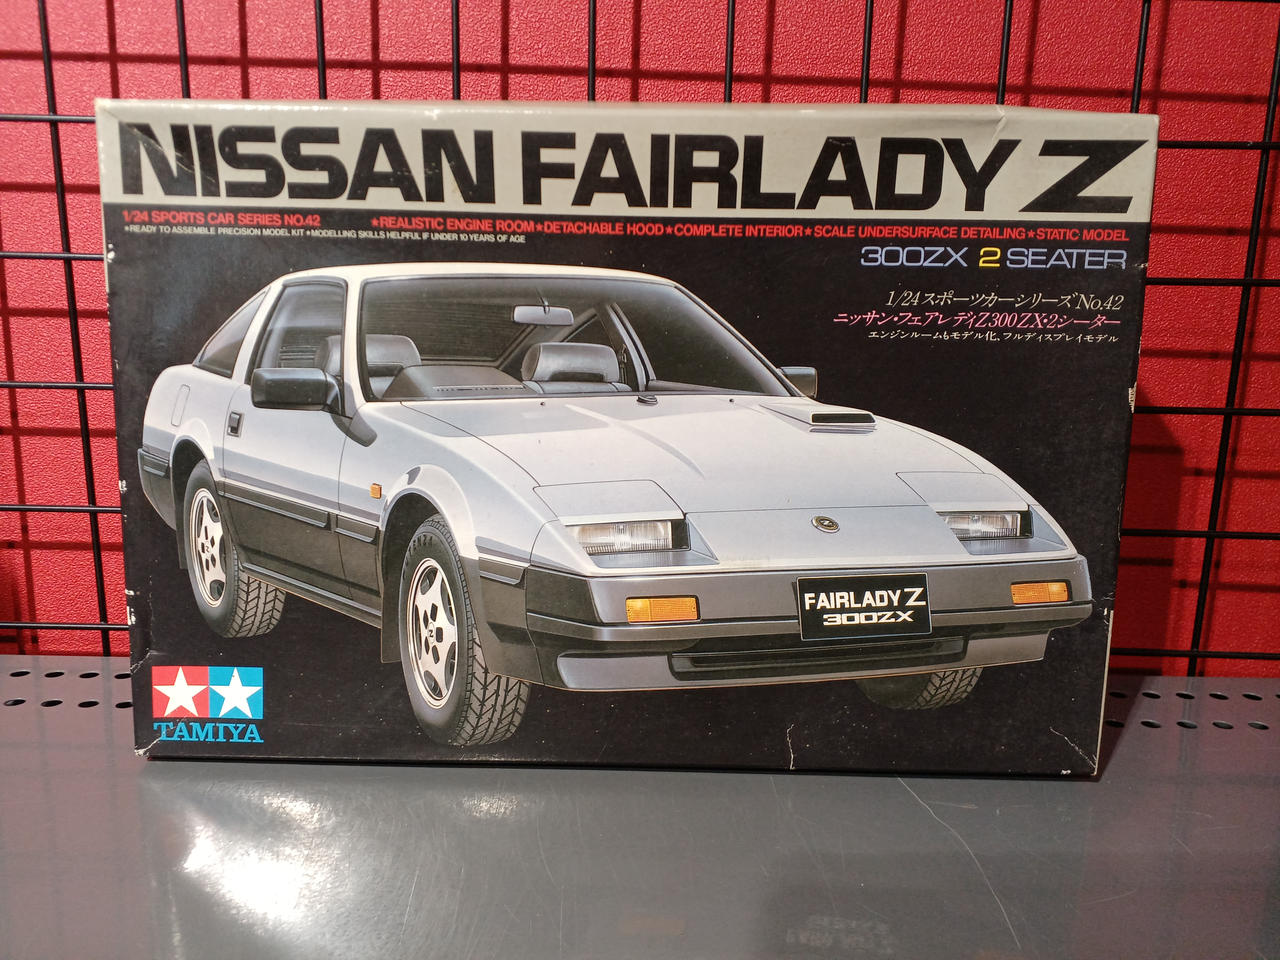 NISSAN FAIRLADY Z
1/24 SPORTS CAR SERIES NO.42 ★REALISTIC ENGINE ROOM★DETACHABLE HOOD★COMPLETE INTERIOR★SCALE UNDERSURFACE DETAILING★STATIC MODEL
★READY TO ASSEMBLE PRECISION MODEL KIT ★MODELLING SKILLS HELPFUL IF UNDER 10 YEARS OF AGE
300ZX 2 SEATER
1/24スポーツカーシリーズNo.42
ニッサン・フェアレディZ300ZX・2シーター
エンジンルームもモデル化、フルディスプレイモデル
FAIRLADY Z
300ZX
TAMIYA